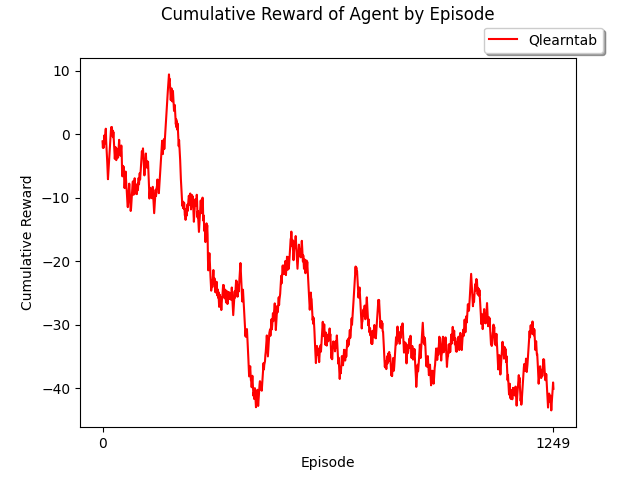 Cumulative Reward of Agent by Episode
Qlearntab
10
0
−10
−20
−30
−40
Cumulative Reward
0
1249
Episode